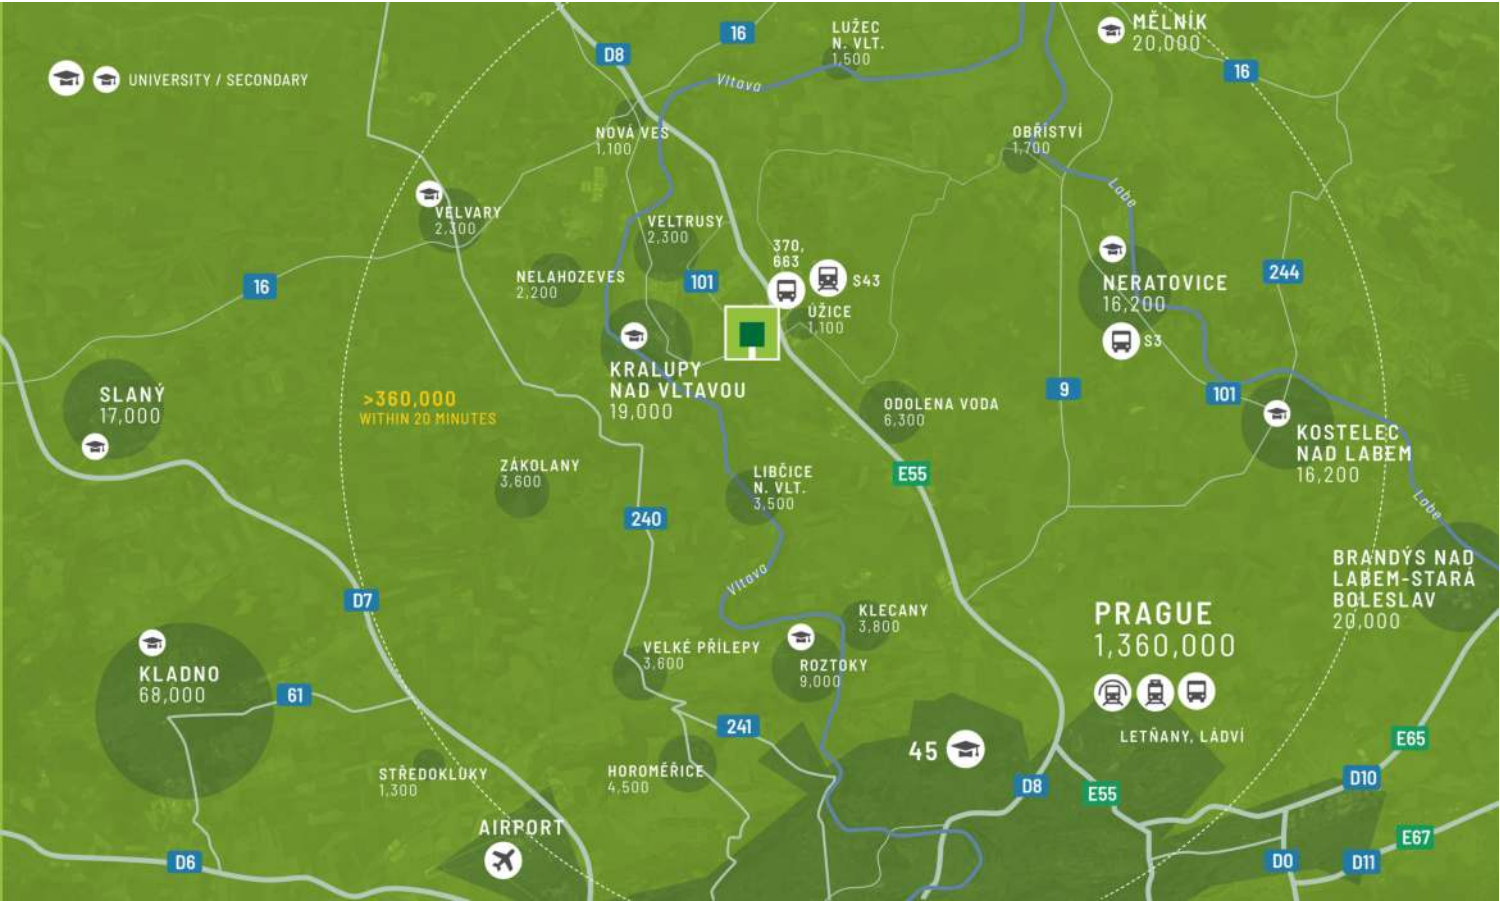 UNIVERSITY / SECONDARY
D8
16
LUŽEC
N. VLT.
1,500
MĚLNÍK
20,000
16
Vltava
NOVÁ VES
1,100
OBŘÍSTVÍ
1,700
Labe
VELVARY
2,300
VELTRUSY
2,300
370,
663
S43
NELAHOZEVES
2,200
101
16
ÚŽICE
1,100
NERATOVICE
16,200
S3
244
KRALUPY
NAD VLTAVOU
19,000
SLANÝ
17,000
>360,000
WITHIN 20 MINUTES
9
101
ODOLENA VODA
6,300
KOSTELEC
NAD LABEM
16,200
ZÁKOLANY
3,600
LIBČICE
N. VLT.
3,500
E55
240
Labe
Vltava
D7
BRANDÝS NAD
LABEM-STARÁ
BOLESLAV
20,000
KLECANY
3,800
PRAGUE
1,360,000
LETŇANY, LÁDVÍ
VELKÉ PŘÍLEPY
3,600
ROZTOKY
9,000
KLADNO
68,000
61
241
45
STŘEDOKLUKY
1,300
HOROMĚŘICE
4,500
D8
E55
E65
D10
AIRPORT
D6
D0
D11
E67